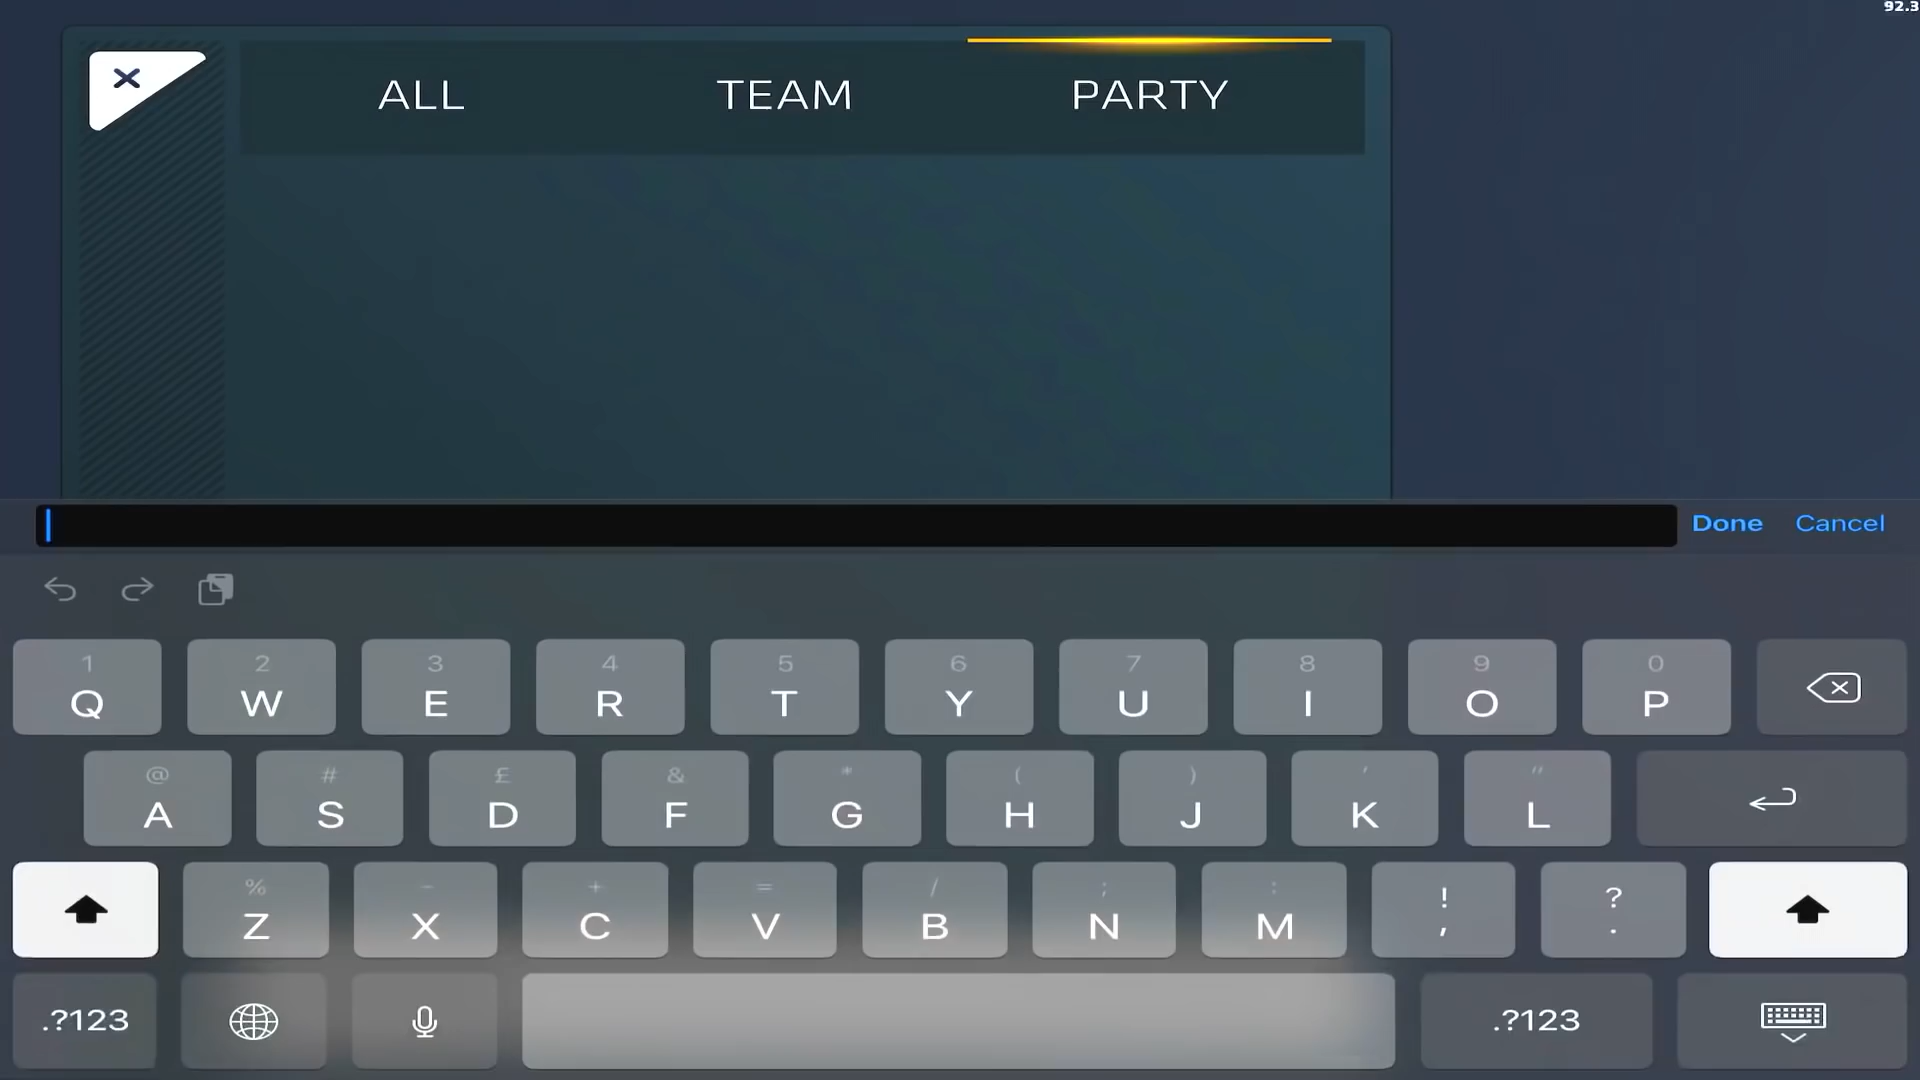 92.3
ALL TEAM PARTY
Done Cancel
1 2 3 4 5 6 7 8 9 0
Q W E R T Y U I O P
@ # £ & * ( ) ' "
A S D F G H J K L
% - + = / ; : ! ?
Z X C V B N M , .
.?123 .?123